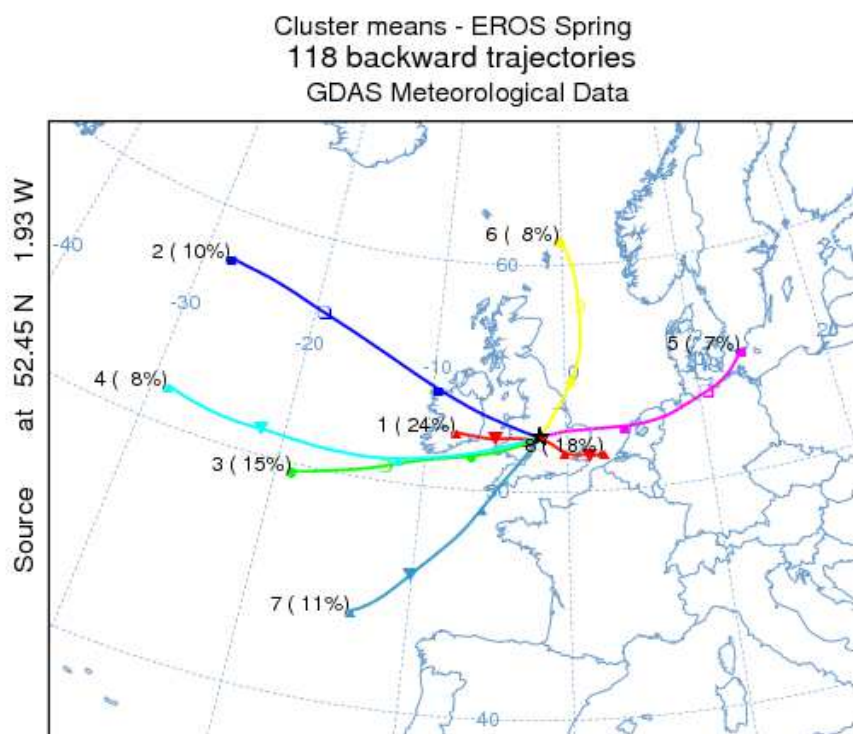 Cluster means - EROS Spring
118 backward trajectories
GDAS Meteorological Data
Source at 52.45 N 1.93 W
6 ( 8%)
-40
2 ( 10%)
60
20
-30
-20
5 ( 7%)
-10
0
4 ( 8%)
1 (24%)
8 (18%)
3 (15%)
7 ( 11%)
40